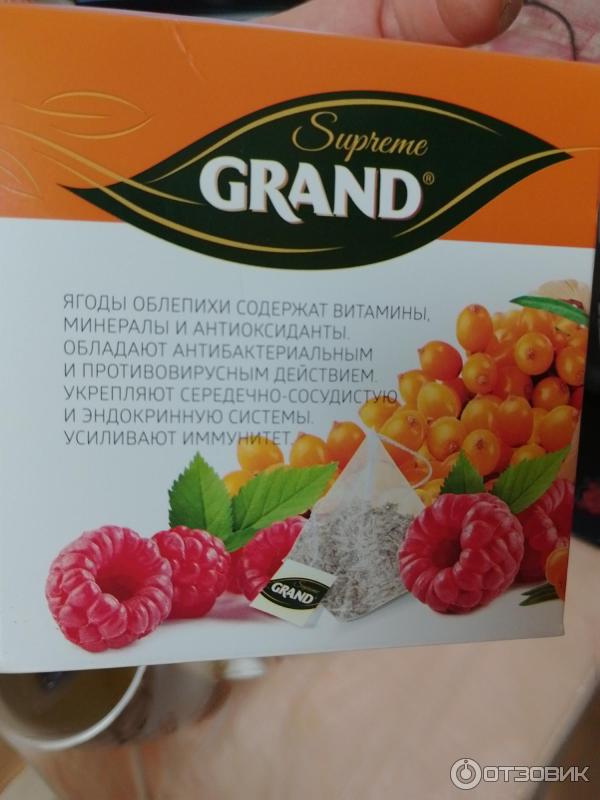 Supreme
GRAND®
ЯГОДЫ ОБЛЕПИХИ СОДЕРЖАТ ВИТАМИНЫ,
МИНЕРАЛЫ И АНТИОКСИДАНТЫ.
ОБЛАДАЮТ АНТИБАКТЕРИАЛЬНЫМ
И ПРОТИВОВИРУСНЫМ ДЕЙСТВИЕМ.
УКРЕПЛЯЮТ СЕРЕДЕЧНО-СОСУДИСТУЮ
И ЭНДОКРИННУЮ СИСТЕМЫ.
УСИЛИВАЮТ ИММУНИТЕТ.
Supreme
GRAND
ОТЗОВИК